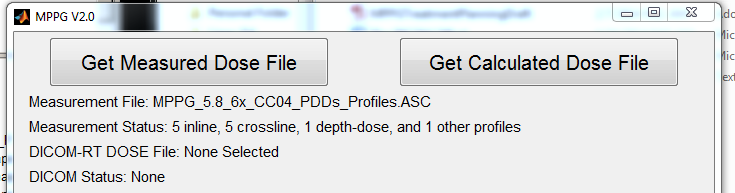 MPPG V2.0
Get Measured Dose File
Get Calculated Dose File
Measurement File: MPPG_5.8_6x_CC04_PDDs_Profiles.ASC
Measurement Status: 5 inline, 5 crossline, 1 depth-dose, and 1 other profiles
DICOM-RT DOSE File: None Selected
DICOM Status: None